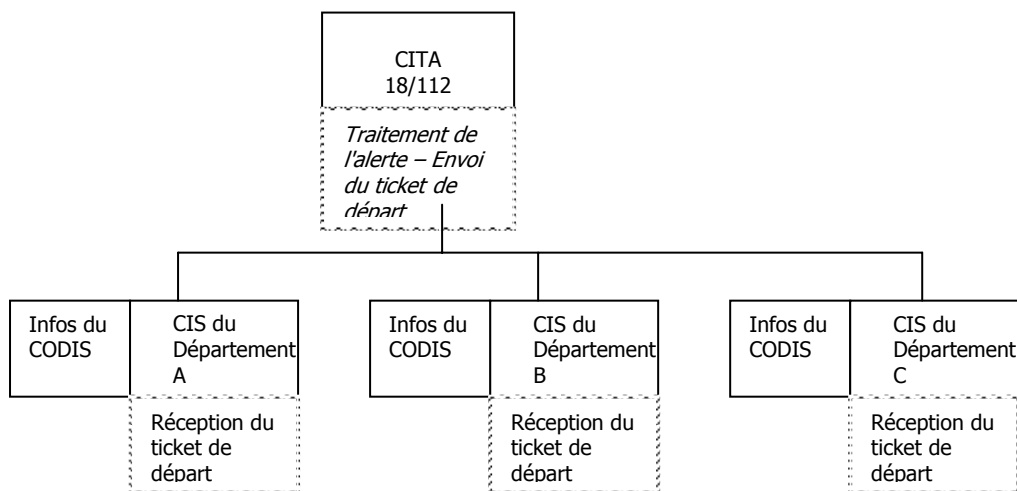 CITA
18/112
Traitement de
l'alerte – Envoi
du ticket de
départ
Infos du
CODIS
CIS du
Département
A
Réception du
ticket de
départ
Infos du
CODIS
CIS du
Département
B
Réception du
ticket de
départ
Infos du
CODIS
CIS du
Département
C
Réception du
ticket de
départ